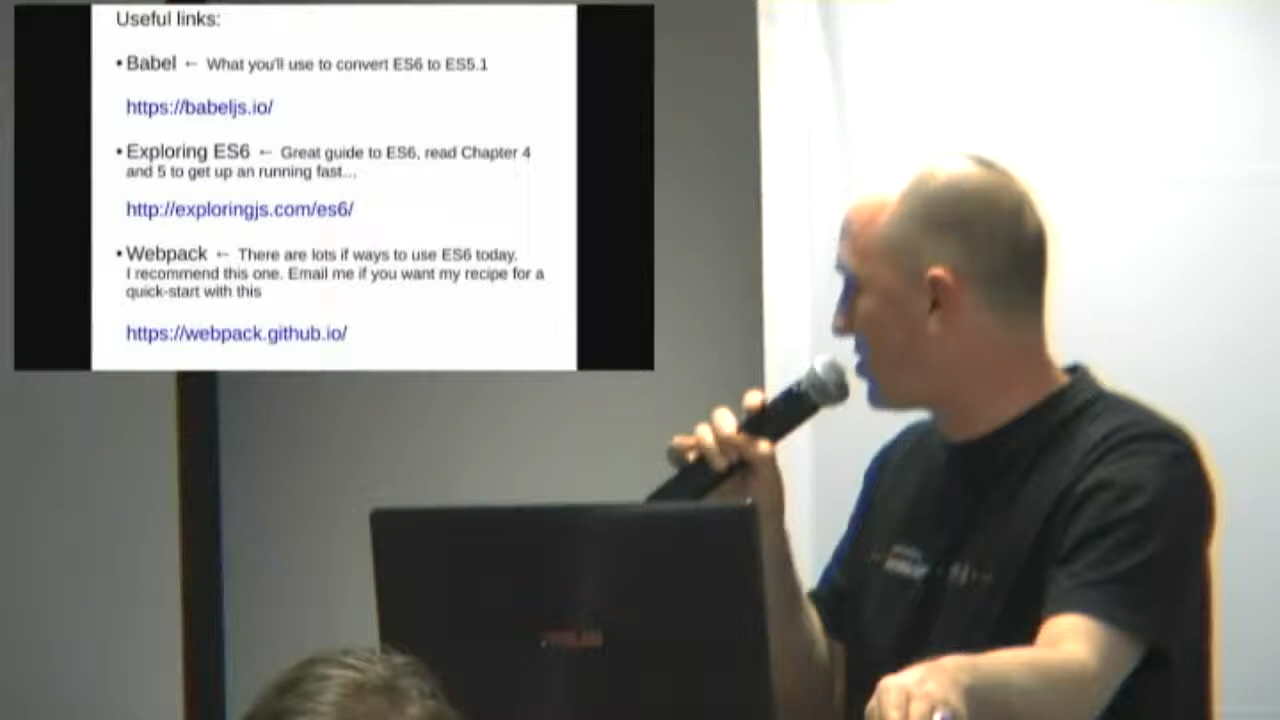 Useful links:
• Babel ← What you'll use to convert ES6 to ES5.1
https://babeljs.io/
• Exploring ES6 ← Great guide to ES6, read Chapter 4
and 5 to get up an running fast...
http://exploringjs.com/es6/
• Webpack ← There are lots if ways to use ES6 today.
I recommend this one. Email me if you want my recipe for a
quick-start with this
https://webpack.github.io/